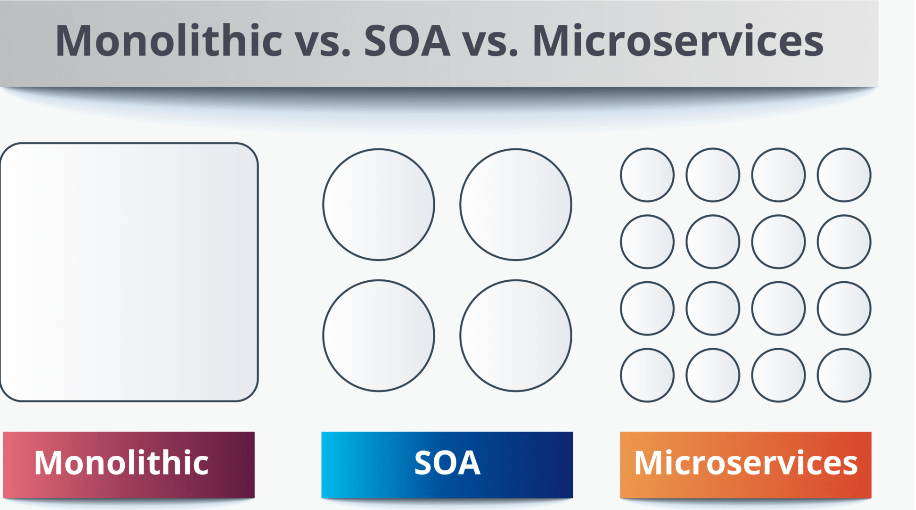 Monolithic vs. SOA vs. Microservices
Monolithic
SOA
Microservices